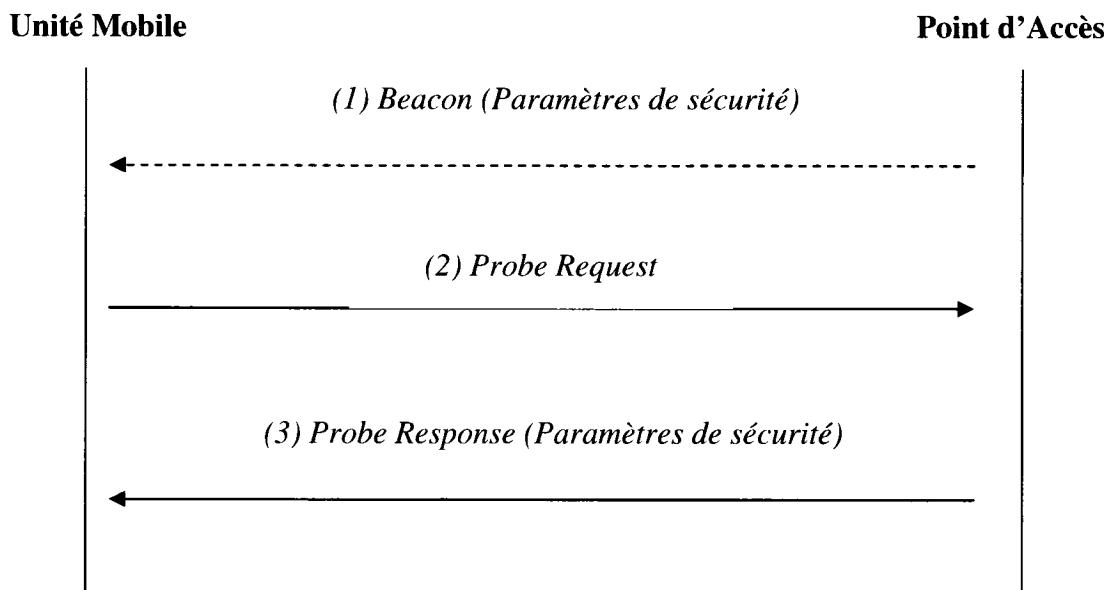 Unité Mobile
Point d'Accès
(1) Beacon (Paramètres de sécurité)
(2) Probe Request
(3) Probe Response (Paramètres de sécurité)